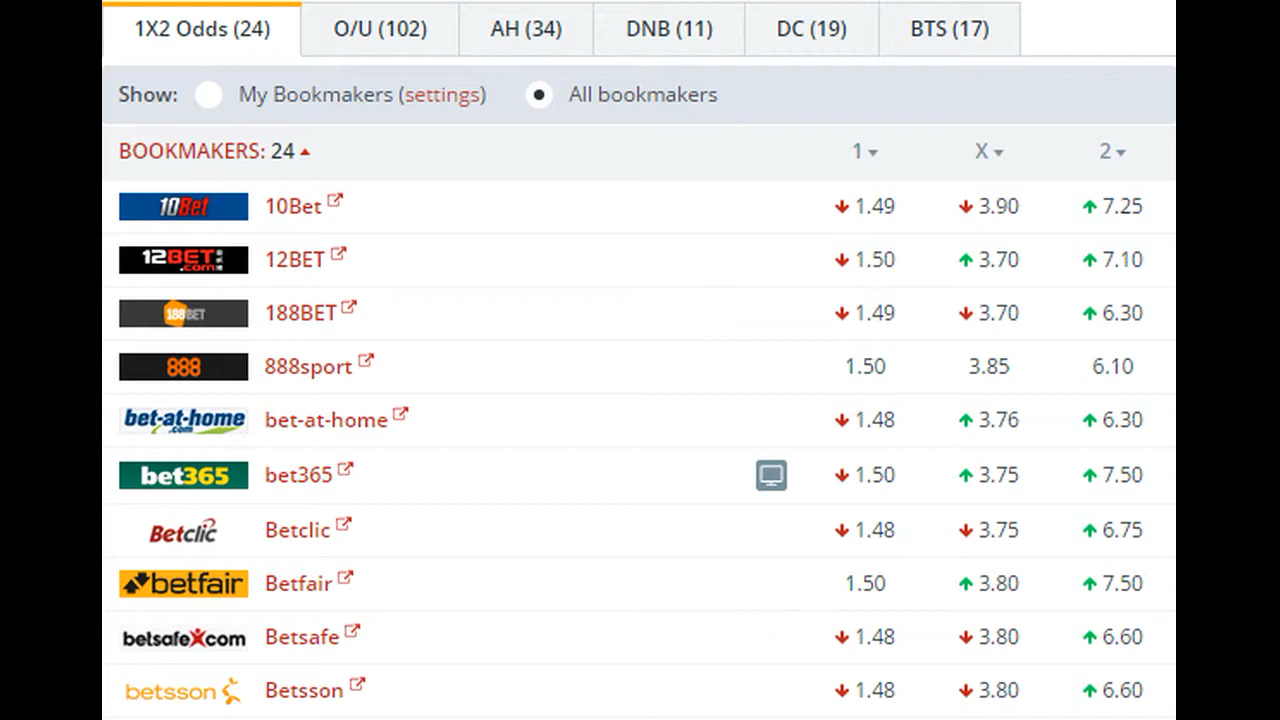 1X2 Odds (24) O/U (102) AH (34) DNB (11) DC (19) BTS (17)
Show: My Bookmakers (settings) All bookmakers
BOOKMAKERS: 24 1 X 2
10Bet 10Bet 1.49 3.90 7.25
12BET.com 12BET 1.50 3.70 7.10
188BET 188BET 1.49 3.70 6.30
888 888sport 1.50 3.85 6.10
bet-at-home.com bet-at-home 1.48 3.76 6.30
bet365 bet365 1.50 3.75 7.50
Betclic Betclic 1.48 3.75 6.75
betfair Betfair 1.50 3.80 7.50
betsafe.com Betsafe 1.48 3.80 6.60
betsson Betsson 1.48 3.80 6.60